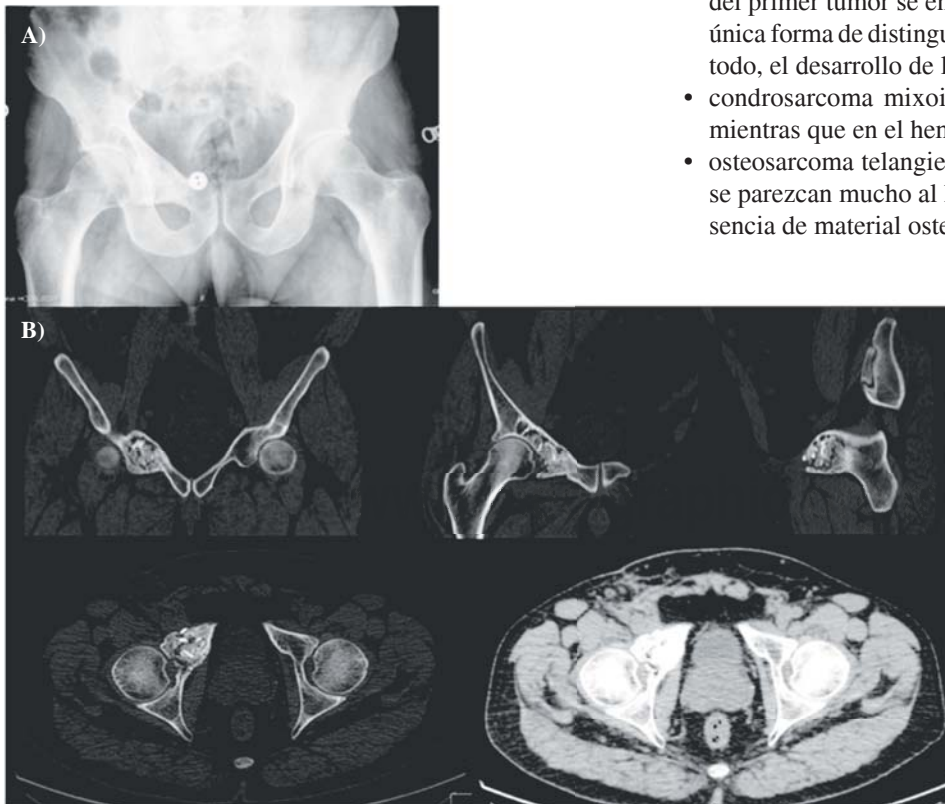 A)
del primer tumor se en
única forma de distingu
todo, el desarrollo de l
• condrosarcoma mixoi
mientras que en el hen
• osteosarcoma telangie
se parezcan mucho al
sencia de material oste
B)